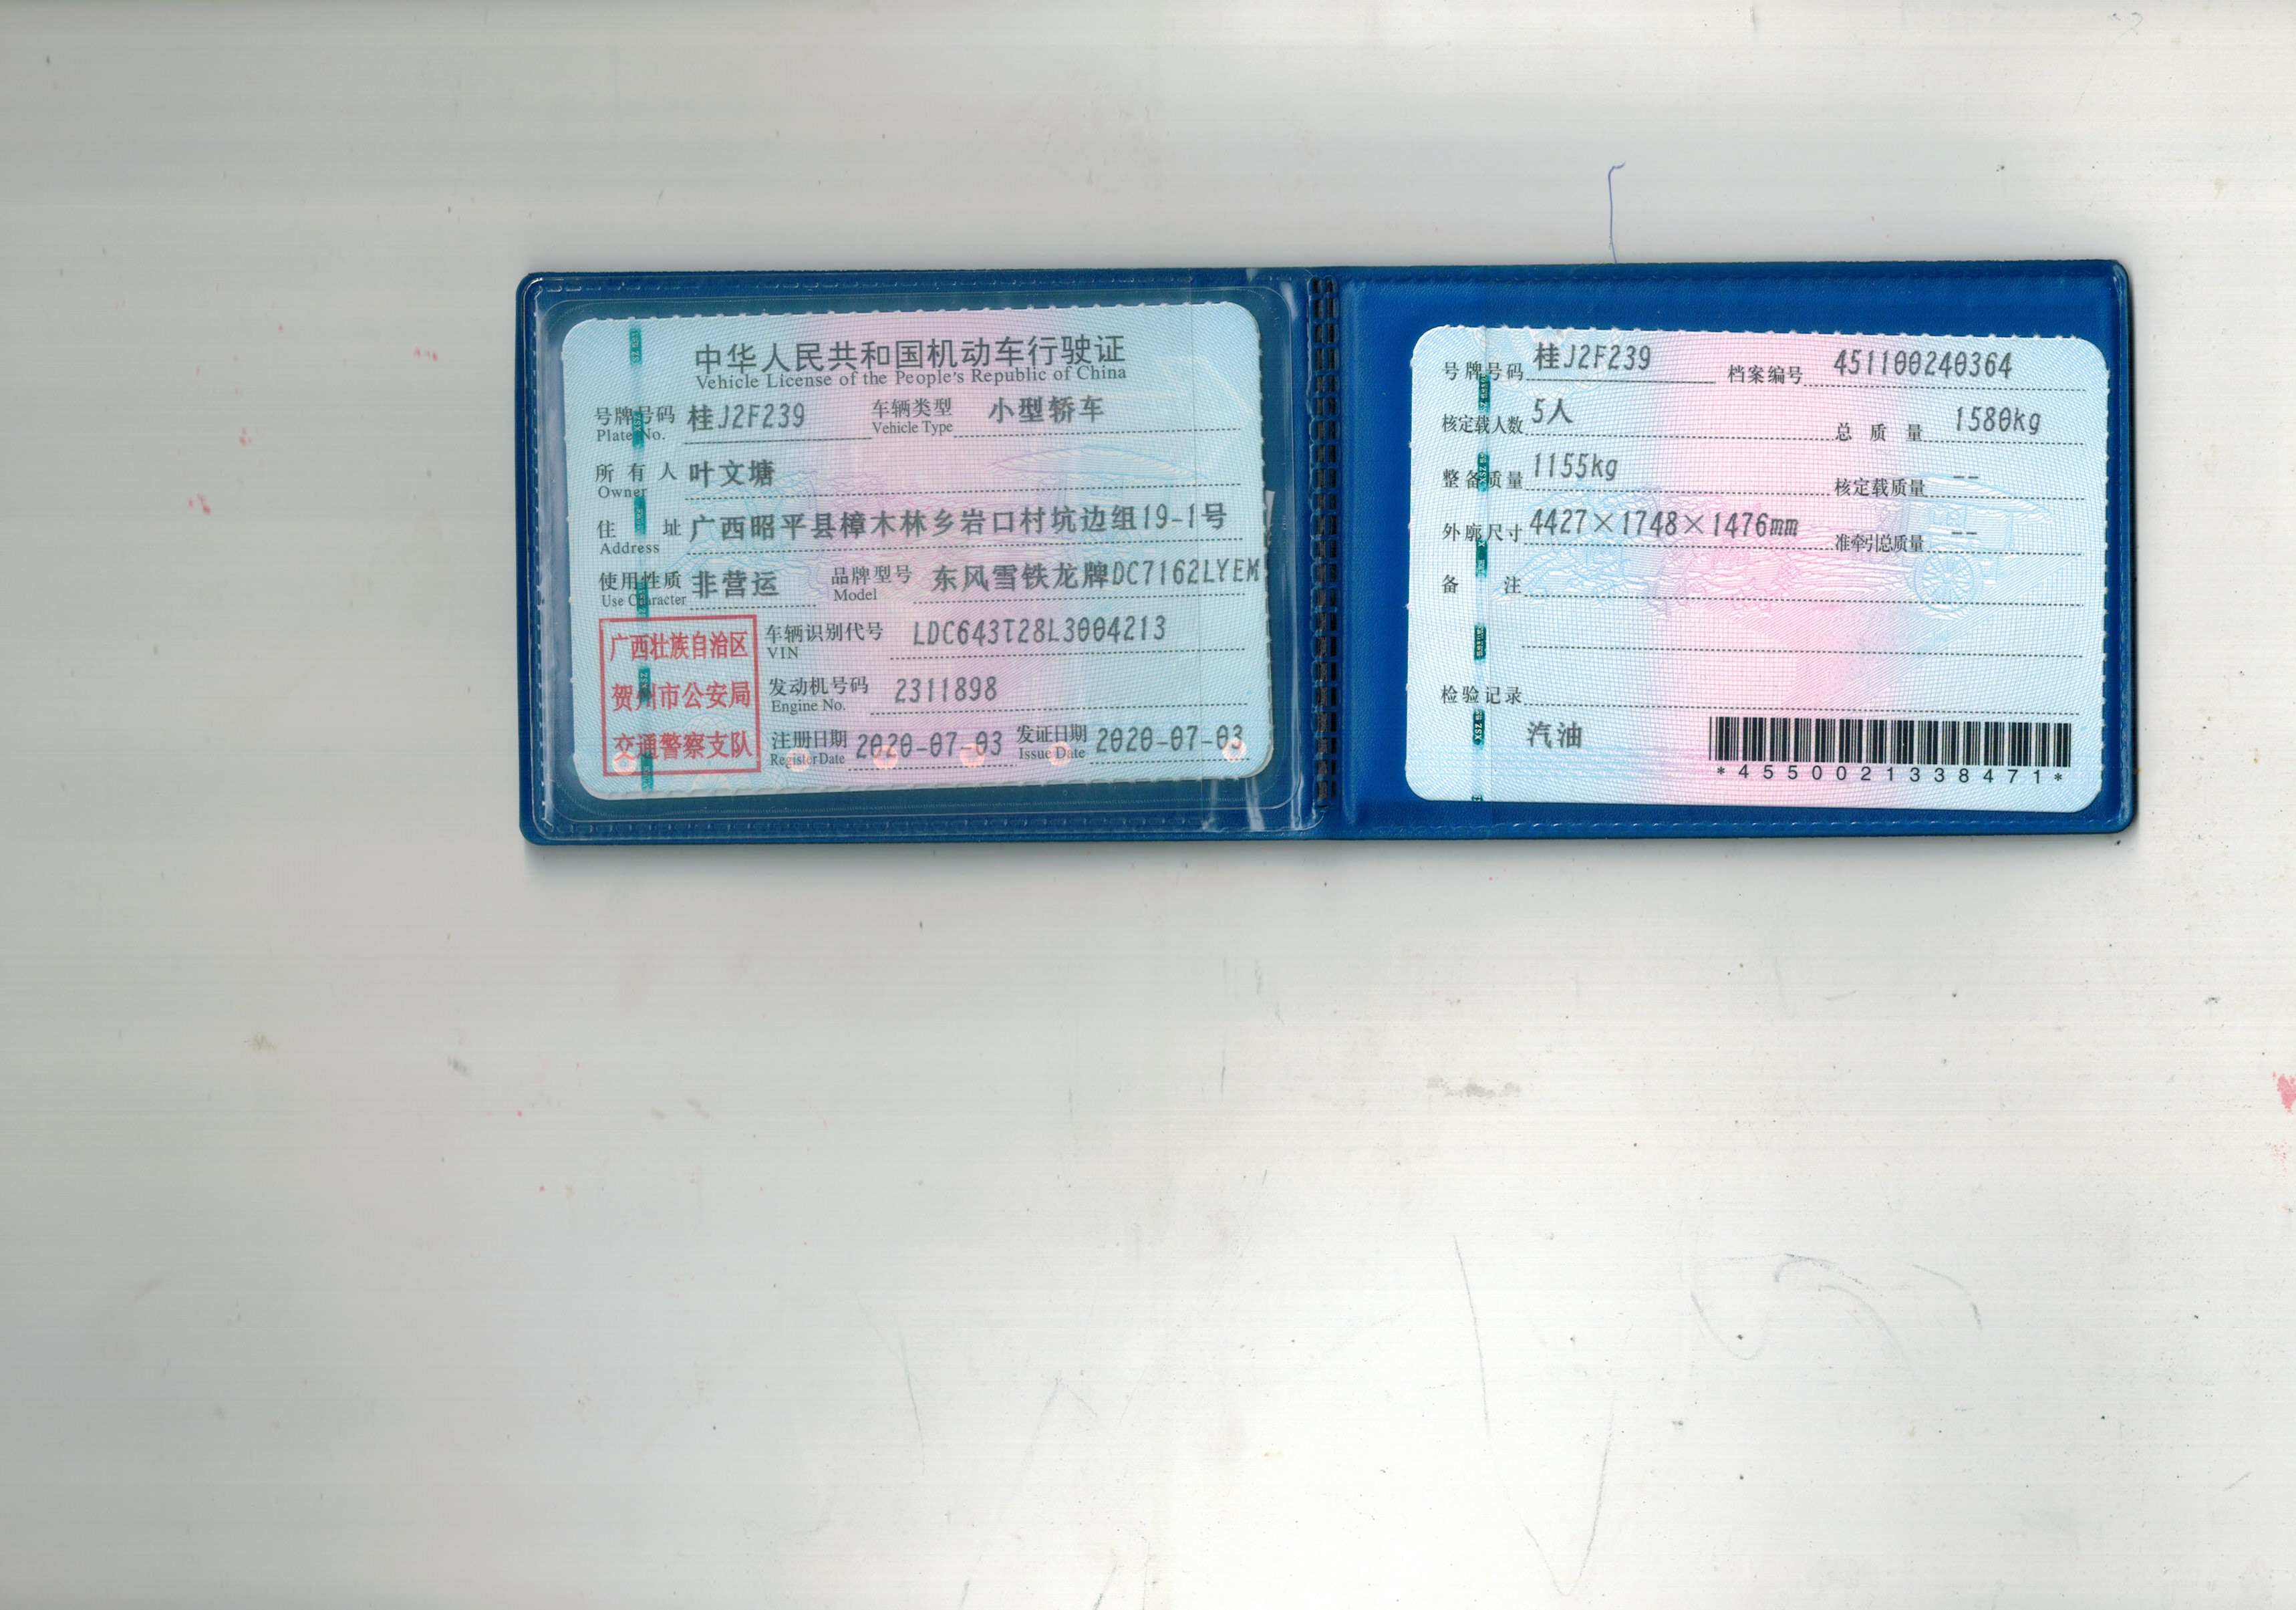 中华人民共和国机动车行驶证
Vehicle License of the People's Republic of China
号牌号码 桂J2F239 车辆类型 小型轿车
Plate No. Vehicle Type
所有人 叶文塘
Owner
住址 广西昭平县樟木林乡岩口村坑边组19-1号
Address
使用性质 非营运 品牌型号 东风雪铁龙牌DC7162LYEM
Use Character Model
广西壮族自治区
贺州市公安局
交通警察支队
车辆识别代号 LDC643T28L3004213
VIN
发动机号码 2311898
Engine No.
注册日期 2020-07-03 发证日期 2020-07-03
Register Date Issue Date
号牌号码 桂J2F239 档案编号 451100240364
核定载人数 5人 总质量 1580kg
整备质量 1155kg 核定载质量 --
外廓尺寸 4427×1748×1476mm 准牵引总质量 --
备注
检验记录
汽油
*4550021338471*